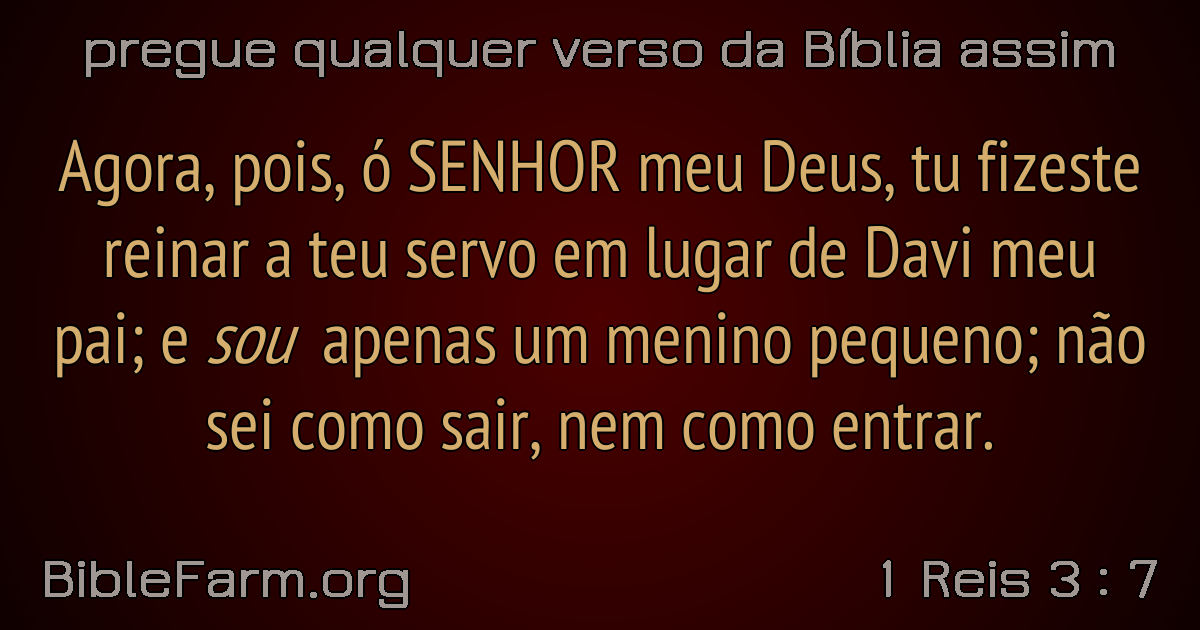 pregue qualquer verso da Bíblia assim
Agora, pois, ó SENHOR meu Deus, tu fizeste
reinar a teu servo em lugar de Davi meu
pai; e sou apenas um menino pequeno; não
sei como sair, nem como entrar.
BibleFarm.org
1 Reis 3 : 7